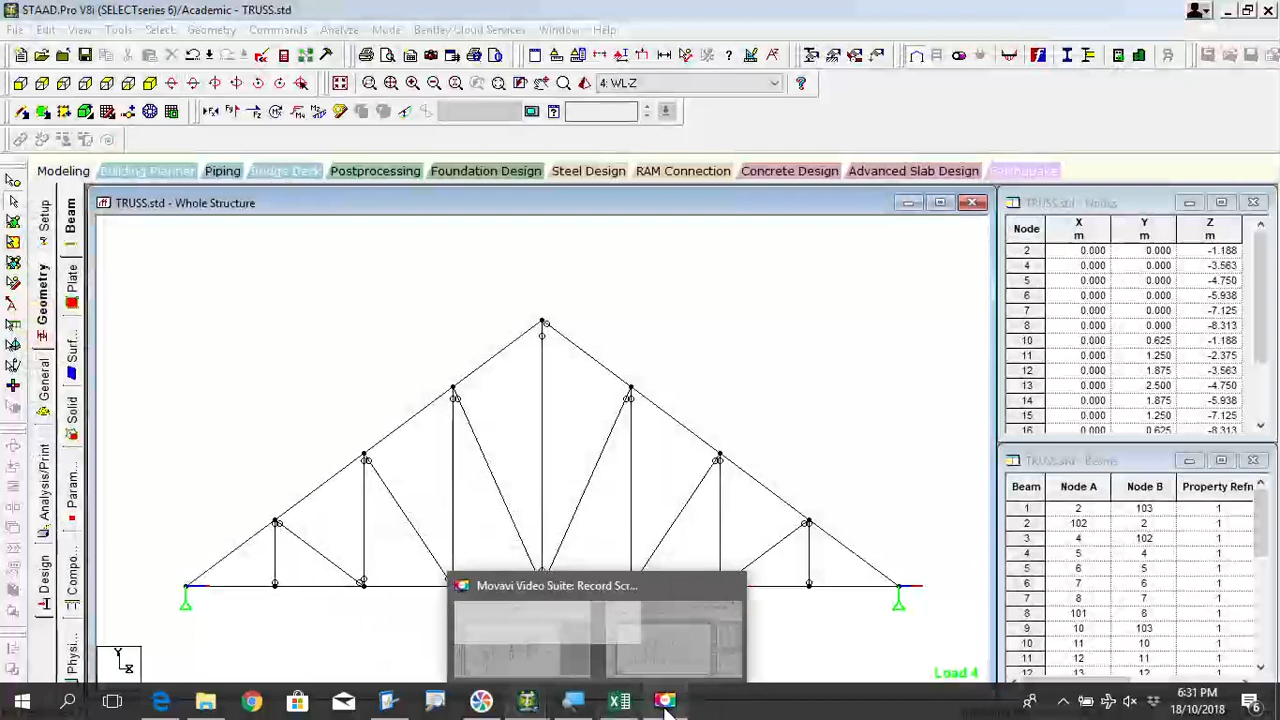 STAAD.Pro V8i (SELECTseries 6)/Academic - TRUSS.std
File Edit View Tools Select Geometry Commands Analyze Mode Bentley Cloud Services Window Help
4: WL-Z
Modeling Building Planner Piping Bridge Deck Postprocessing Foundation Design Steel Design RAM Connection Concrete Design Advanced Slab Design Earthquake
Setup
Geometry
General
Analysis/Print
Design
Beam
Plate
Surf...
Solid
Param...
Compo...
Physi...
TRUSS.std - Whole Structure
Y
Load 4
TRUSS.std - Nodes
Node X m Y m Z m
2 0.000 0.000 -1.188
4 0.000 0.000 -3.563
5 0.000 0.000 -4.750
6 0.000 0.000 -5.938
7 0.000 0.000 -7.125
8 0.000 0.000 -8.313
10 0.000 0.625 -1.188
11 0.000 1.250 -2.375
12 0.000 1.875 -3.563
13 0.000 2.500 -4.750
14 0.000 1.875 -5.938
15 0.000 1.250 -7.125
16 0.000 0.625 -8.313
TRUSS.std - Beams
Beam Node A Node B Property Refn
1 2 103 1
2 102 2 1
3 4 102 1
4 5 4 1
5 6 5 1
6 7 6 1
7 8 7 1
8 101 8 1
9 10 103 1
10 11 10 1
11 12 11 1
12 13 12 1
Movavi Video Suite: Record Scr...
6:31 PM
18/10/2018
6